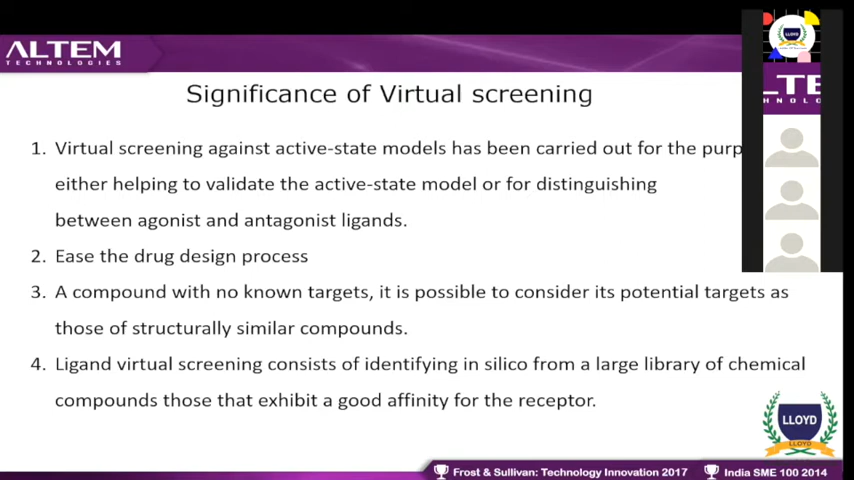 ALTEM
TECHNOLOGIES
Significance of Virtual screening
1. Virtual screening against active-state models has been carried out for the purp
either helping to validate the active-state model or for distinguishing
between agonist and antagonist ligands.
2. Ease the drug design process
3. A compound with no known targets, it is possible to consider its potential targets as
those of structurally similar compounds.
4. Ligand virtual screening consists of identifying in silico from a large library of chemical
compounds those that exhibit a good affinity for the receptor.
LLOYD
LTE
HNOLO
LLOYD
LLOYD
Frost & Sullivan: Technology Innovation 2017
India SME 100 2014